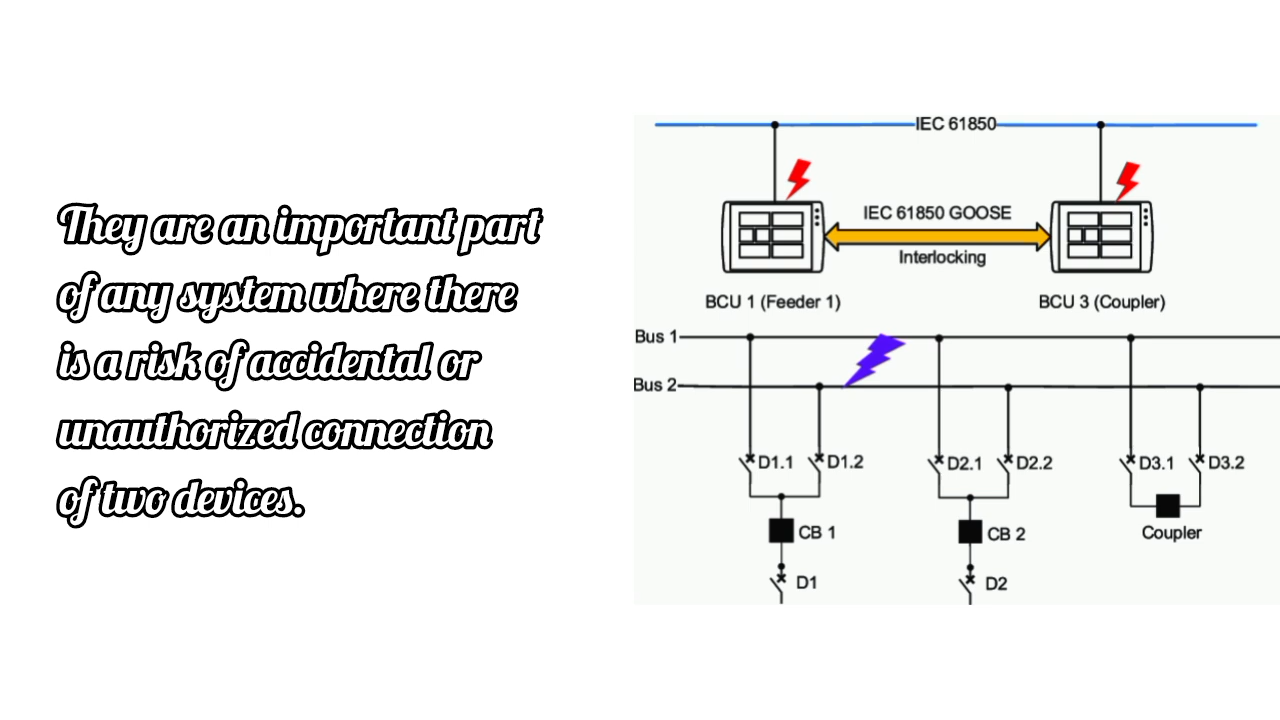 They are an important part
of any system where there
is a risk of accidental or
unauthorized connection
of two devices.
IEC 61850
IEC 61850 GOOSE
Interlocking
BCU 1 (Feeder 1)
BCU 3 (Coupler)
Bus 1
Bus 2
D1.1
D1.2
D2.1
D2.2
D3.1
D3.2
CB 1
CB 2
Coupler
D1
D2